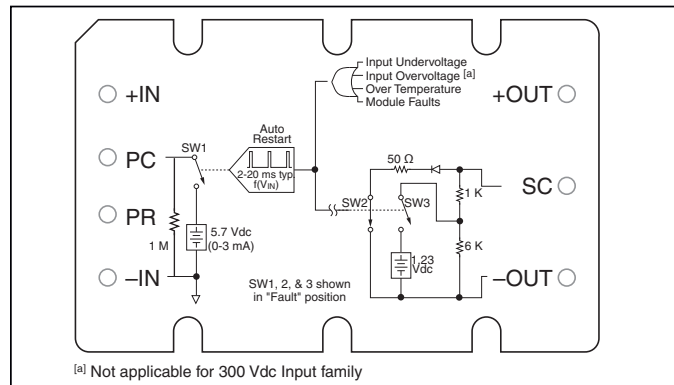 Input Undervoltage
Input Overvoltage [a]
Over Temperature
Module Faults
+IN
+OUT
PC
SW1
Auto
Restart
2-20 ms typ.
f(VIN)
50 Ω
SC
1 K
PR
SW2
SW3
5.7 Vdc
(0-3 mA)
1 M
6 K
1.23
Vdc
–IN
–OUT
SW1, 2, & 3 shown
in "Fault" position
[a] Not applicable for 300 Vdc Input family